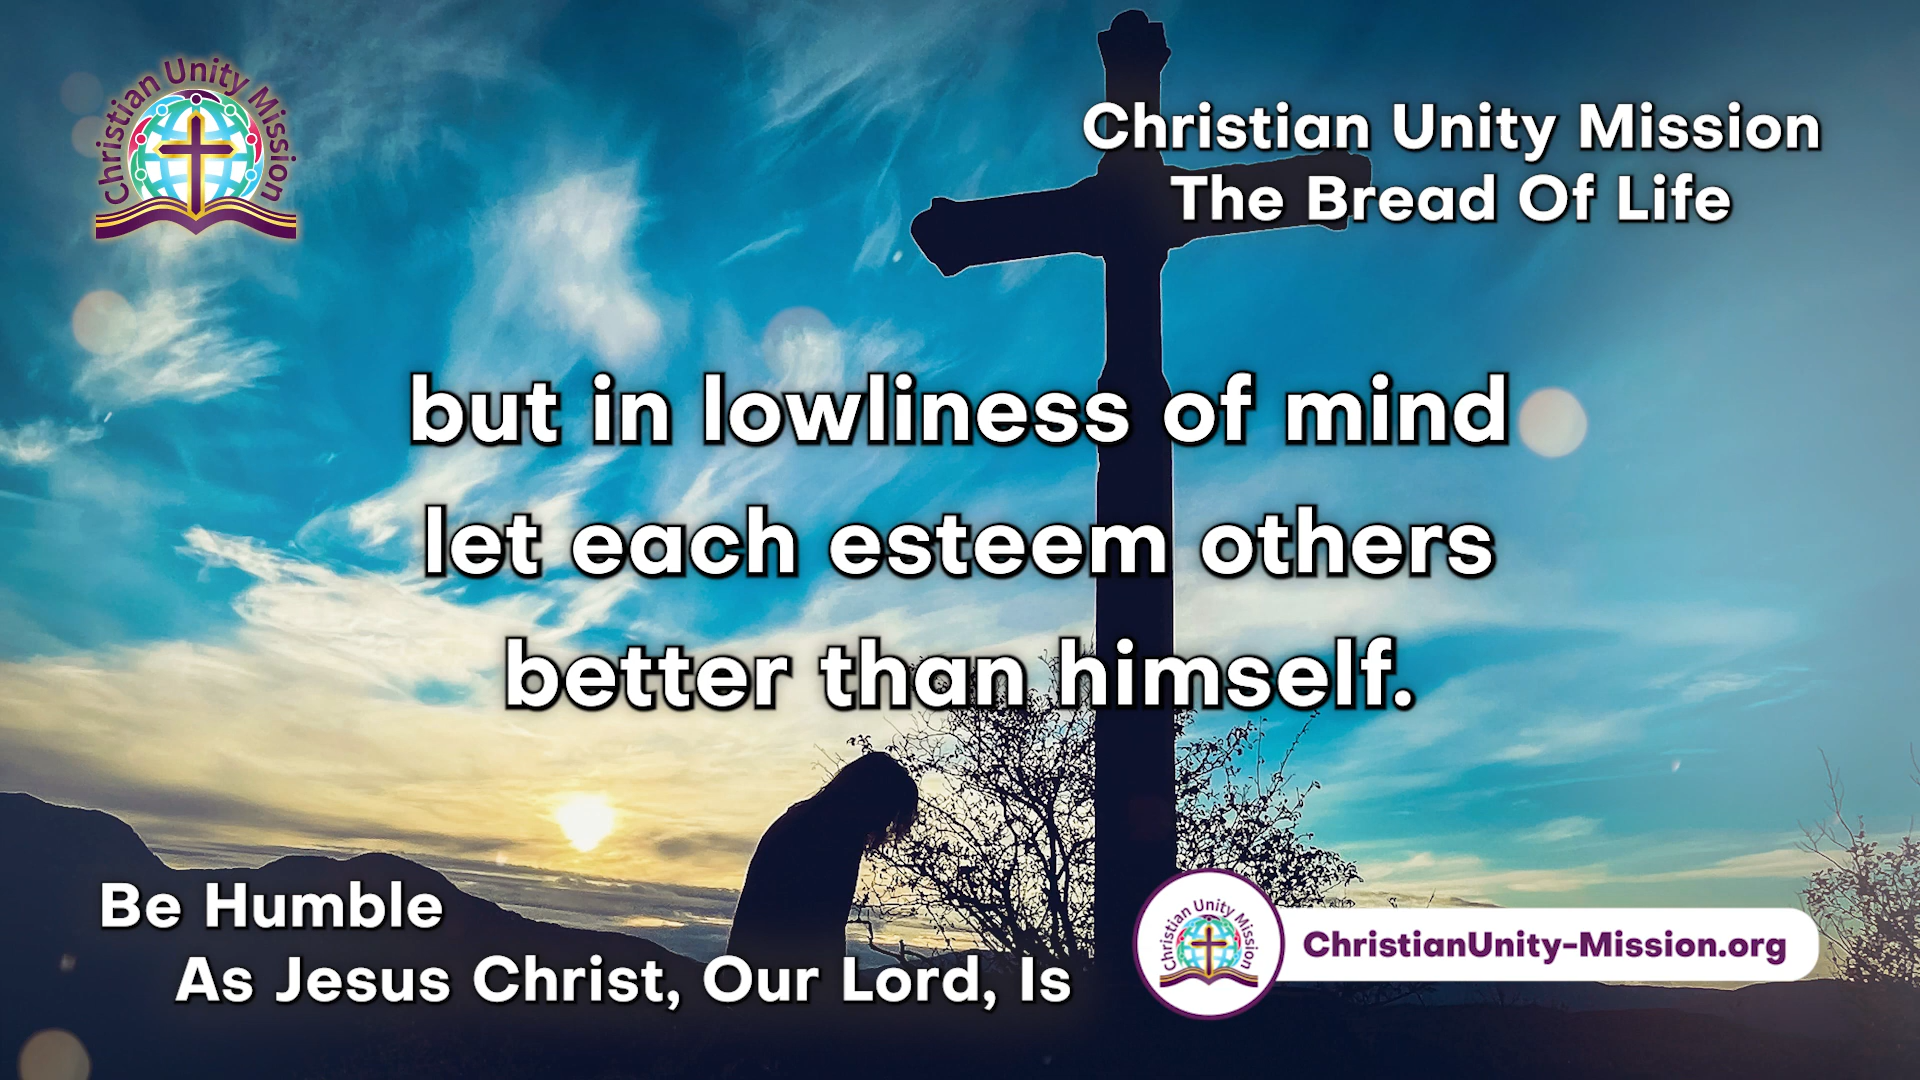 Christian Unity Mission
Christian Unity Mission
The Bread Of Life
but in lowliness of mind
let each esteem others
better than himself.
Be Humble
As Jesus Christ, Our Lord, Is
Christian Unity Mission
ChristianUnity-Mission.org